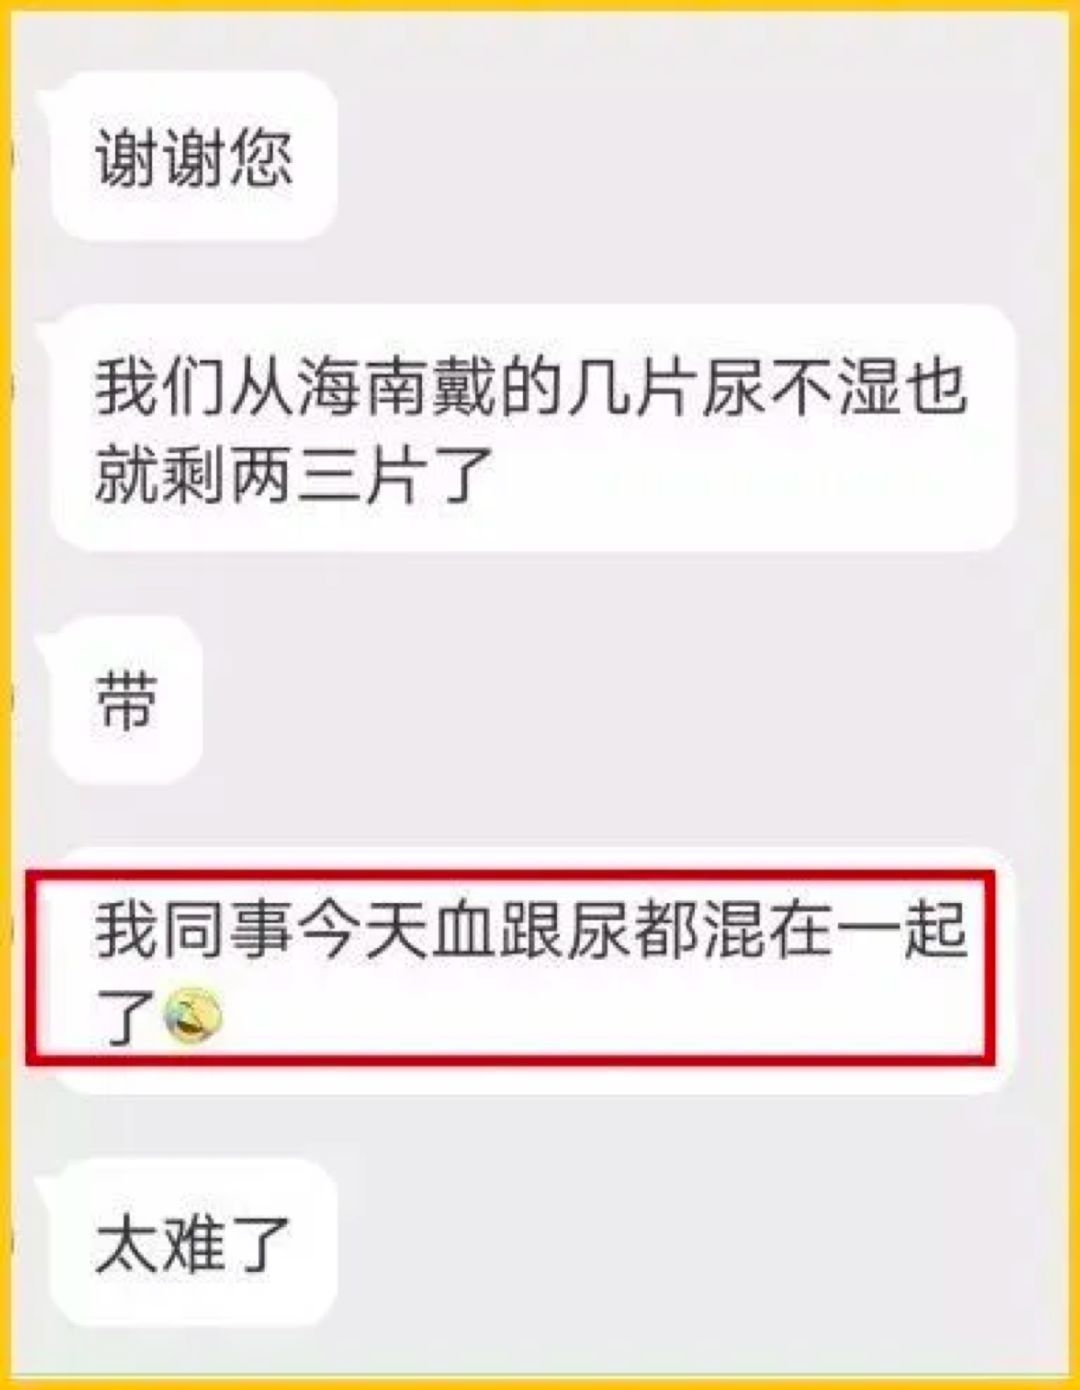 谢谢您
我们从海南戴的几片尿不湿也
就剩两三片了
带
我同事今天血跟尿都混在一起
了🤣
太难了